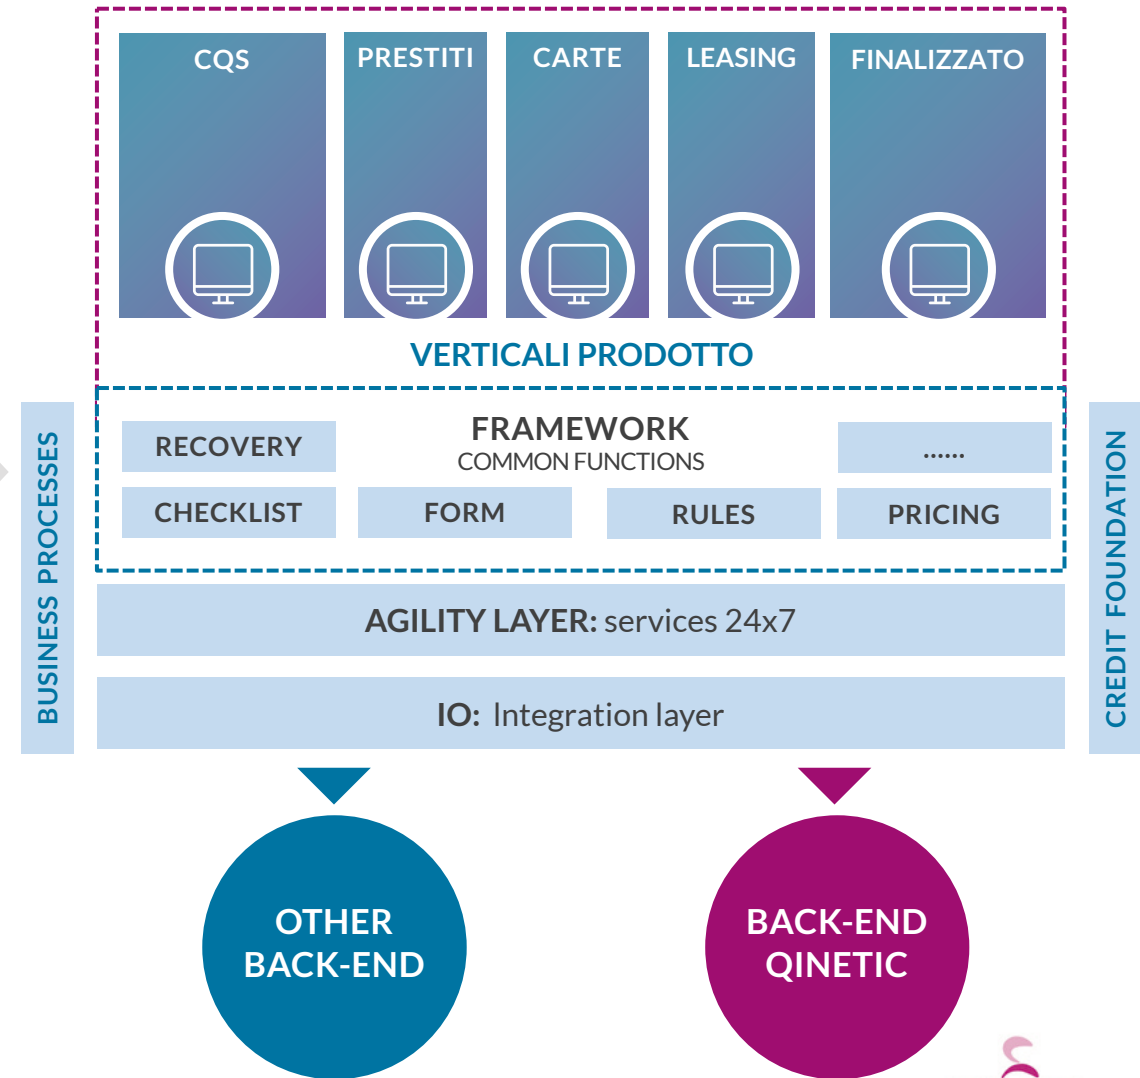 CQS
PRESTITI
CARTE
LEASING
FINALIZZATO
VERTICALI PRODOTTO
BUSINESS PROCESSES
FRAMEWORK
COMMON FUNCTIONS
RECOVERY
......
CHECKLIST
FORM
RULES
PRICING
CREDIT FOUNDATION
AGILITY LAYER: services 24x7
IO: Integration layer
OTHER
BACK-END
BACK-END
QINETIC